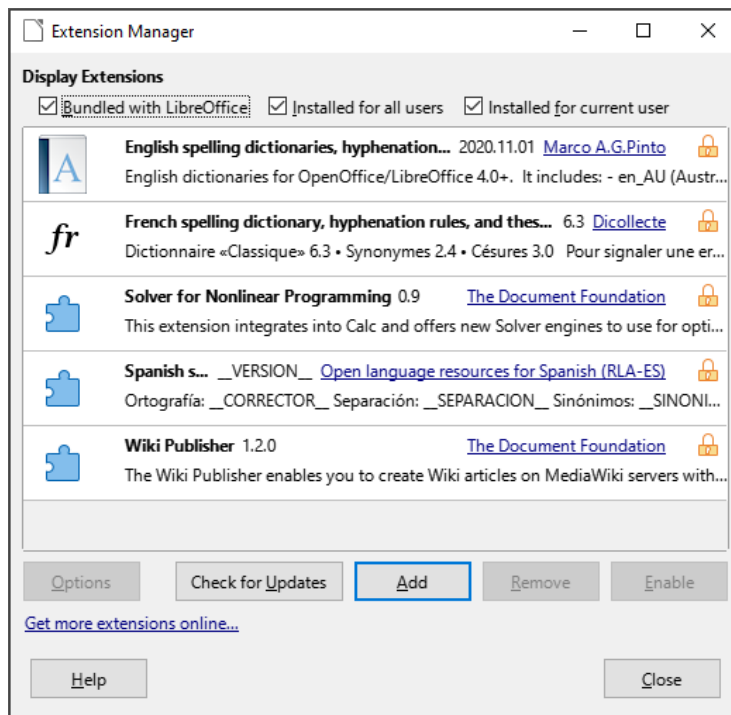 Extension Manager
Display Extensions
Bundled with LibreOffice Installed for all users Installed for current user
A English spelling dictionaries, hyphenation... 2020.11.01 Marco A.G.Pinto
English dictionaries for OpenOffice/LibreOffice 4.0+. It includes: - en_AU (Austr...
fr French spelling dictionary, hyphenation rules, and thes... 6.3 Dicollecte
Dictionnaire «Classique» 6.3 • Synonymes 2.4 • Césures 3.0 Pour signaler une er...
Solver for Nonlinear Programming 0.9 The Document Foundation
This extension integrates into Calc and offers new Solver engines to use for opti...
Spanish s... __VERSION__ Open language resources for Spanish (RLA-ES)
Ortografía: __CORRECTOR__ Separación: __SEPARACION__ Sinónimos: __SINONI...
Wiki Publisher 1.2.0 The Document Foundation
The Wiki Publisher enables you to create Wiki articles on MediaWiki servers with...
Options Check for Updates Add Remove Enable
Get more extensions online...
Help Close